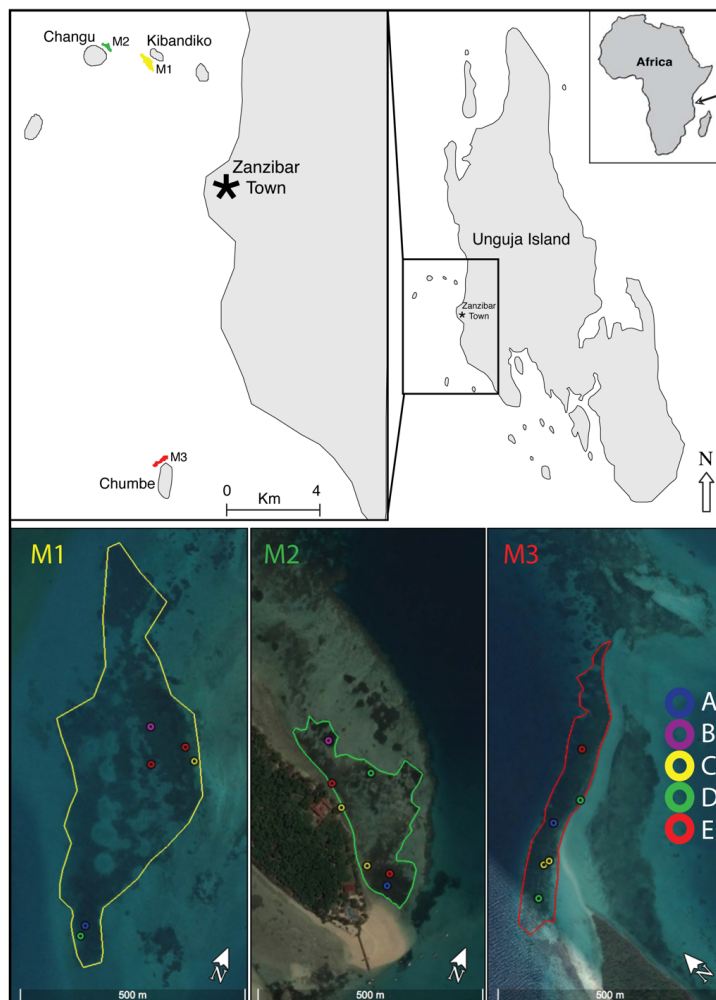 Changu
M2
Kibandiko
M1
Zanzibar
Town
Unguja Island
Zanzibar
Town
Africa
N
M3
Chumbe
0 4
Km
M1
M2
M3
A
B
C
D
E
N
500 m
N
500 m
N
500 m